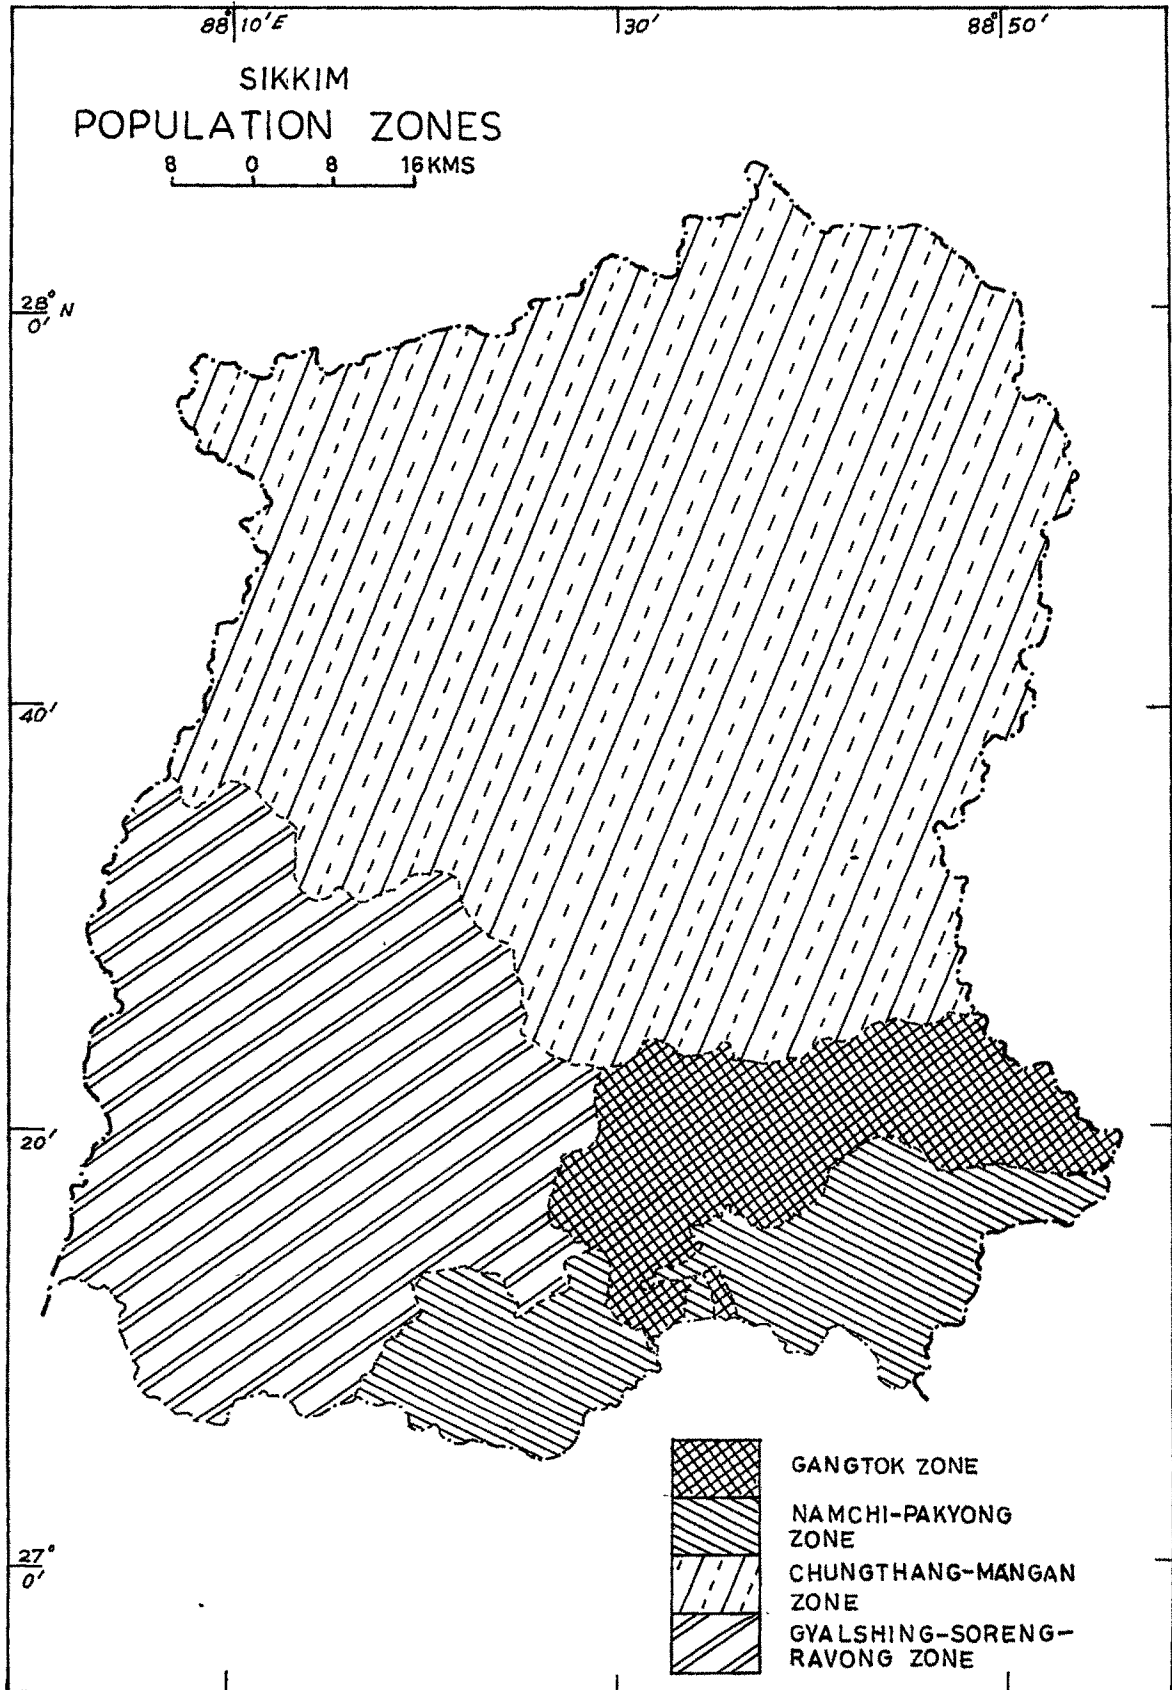 88°10'E 30' 88°50'
SIKKIM
POPULATION ZONES
8 0 8 16 KMS
28° 0' N
40'
20'
27° 0'
GANGTOK ZONE
NAMCHI-PAKYONG
ZONE
CHUNGTHANG-MANGAN
ZONE
GYALSHING-SORENG-
RAVONG ZONE